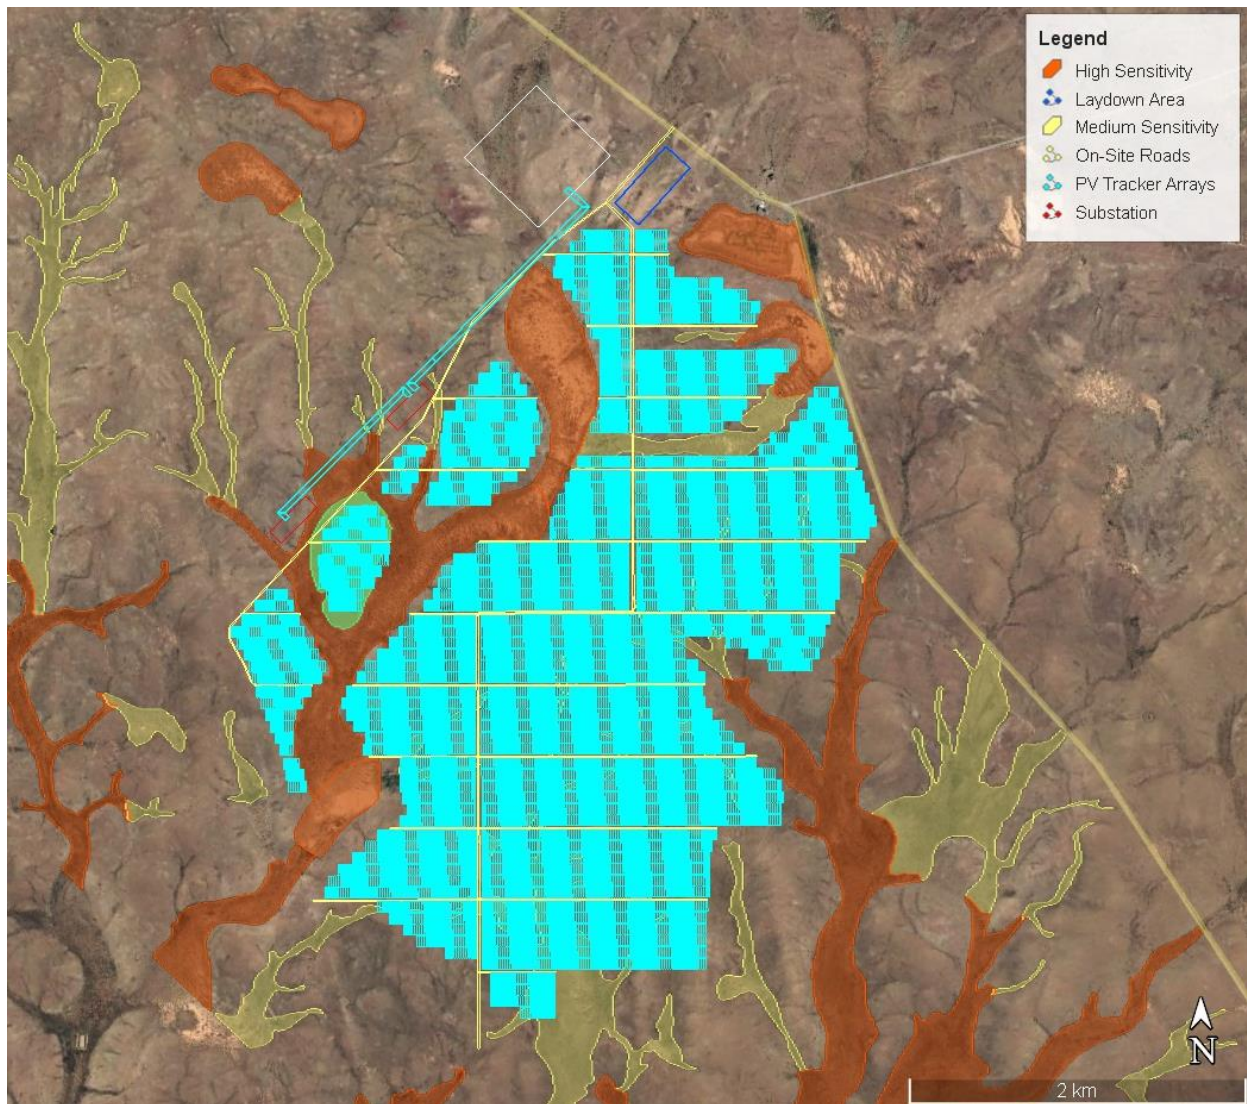 Legend
High Sensitivity
Laydown Area
Medium Sensitivity
On-Site Roads
PV Tracker Arrays
Substation
N
2 km